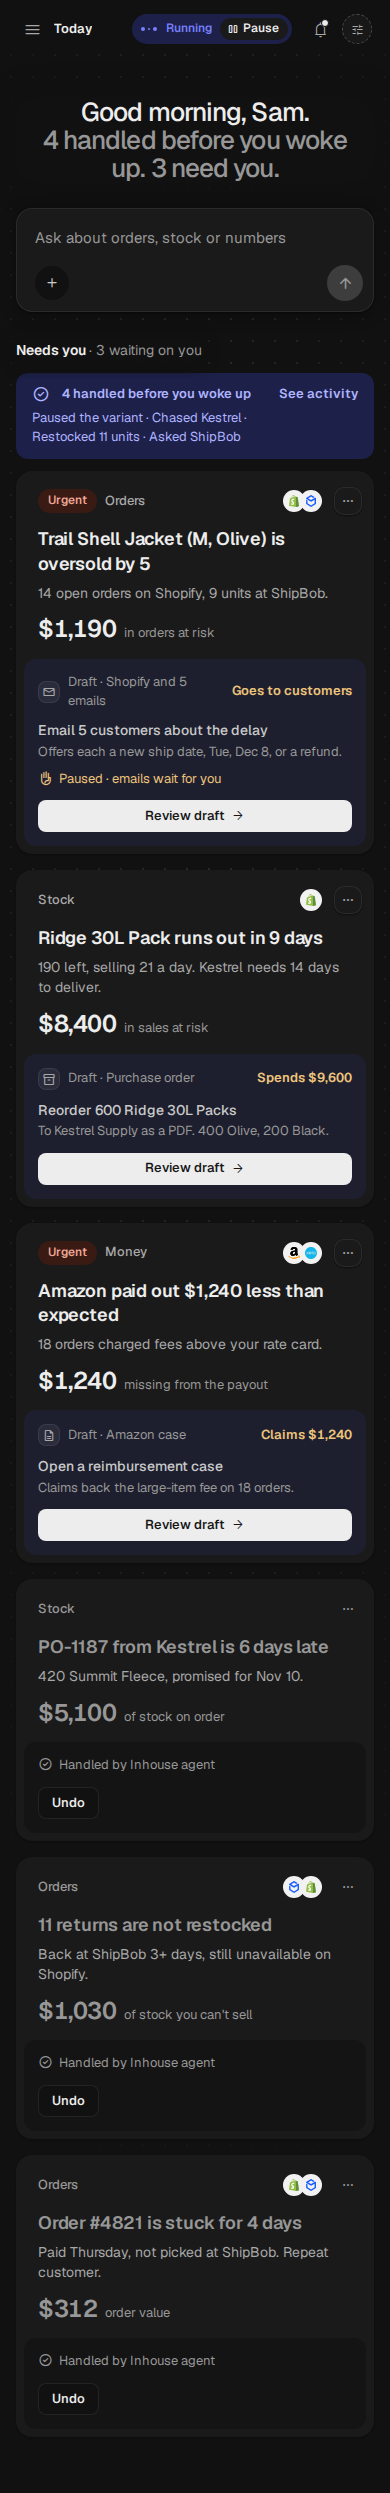 Today
Running
Pause
Good morning, Sam.
4 handled before you woke
up. 3 need you.
Ask about orders, stock or numbers
Needs you · 3 waiting on you
4 handled before you woke up
See activity
Paused the variant · Chased Kestrel ·
Restocked 11 units · Asked ShipBob
Urgent
Orders
Trail Shell Jacket (M, Olive) is
oversold by 5
14 open orders on Shopify, 9 units at ShipBob.
$1,190 in orders at risk
Draft · Shopify and 5
emails
Goes to customers
Email 5 customers about the delay
Offers each a new ship date, Tue, Dec 8, or a refund.
Paused · emails wait for you
Review draft →
Stock
Ridge 30L Pack runs out in 9 days
190 left, selling 21 a day. Kestrel needs 14 days
to deliver.
$8,400 in sales at risk
Draft · Purchase order
Spends $9,600
Reorder 600 Ridge 30L Packs
To Kestrel Supply as a PDF. 400 Olive, 200 Black.
Review draft →
Urgent
Money
Amazon paid out $1,240 less than
expected
18 orders charged fees above your rate card.
$1,240 missing from the payout
Draft · Amazon case
Claims $1,240
Open a reimbursement case
Claims back the large-item fee on 18 orders.
Review draft →
Stock
PO-1187 from Kestrel is 6 days late
420 Summit Fleece, promised for Nov 10.
$5,100 of stock on order
Handled by Inhouse agent
Undo
Orders
11 returns are not restocked
Back at ShipBob 3+ days, still unavailable on
Shopify.
$1,030 of stock you can't sell
Handled by Inhouse agent
Undo
Orders
Order #4821 is stuck for 4 days
Paid Thursday, not picked at ShipBob. Repeat
customer.
$312 order value
Handled by Inhouse agent
Undo